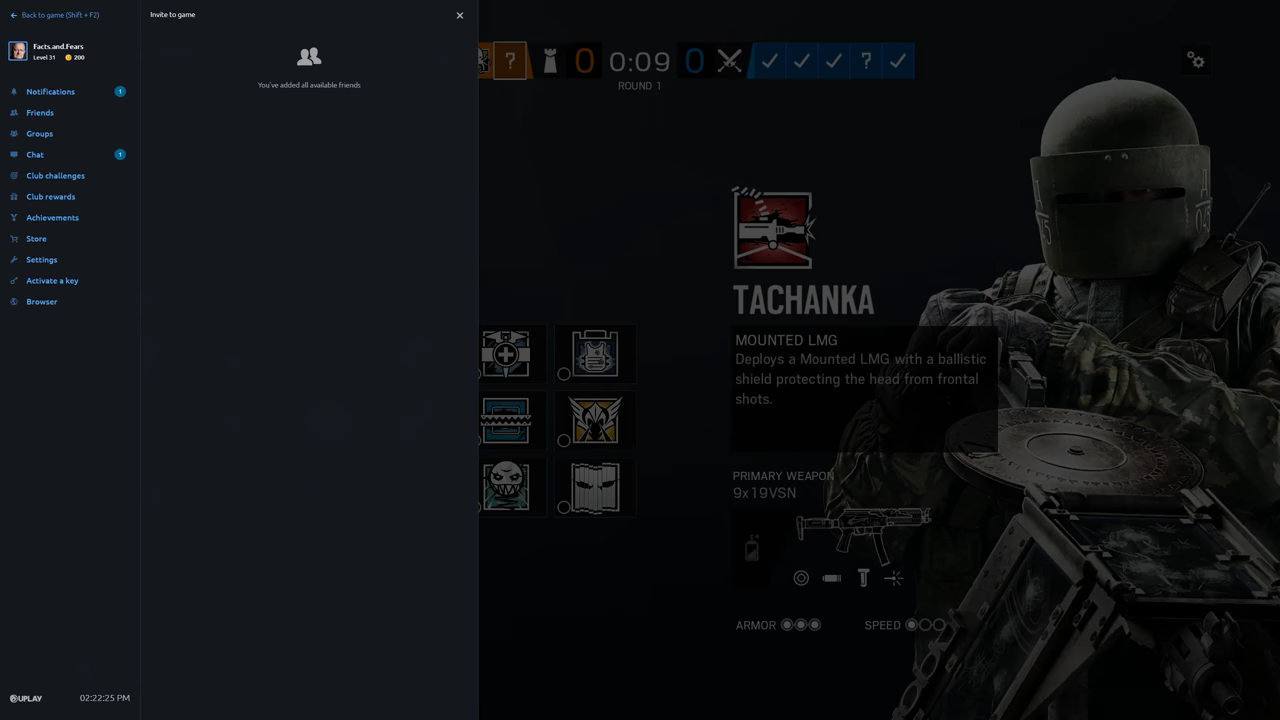 Back to game (Shift + F2)
Invite to game
Facts.and.Fears
Level 31 200
Notifications 1
Friends
Groups
Chat 1
Club challenges
Club rewards
Achievements
Store
Settings
Activate a key
Browser
UPLAY 02:22:25 PM
You've added all available friends
? 0 0:09 0 ?
ROUND 1
TACHANKA
MOUNTED LMG
Deploys a Mounted LMG with a ballistic
shield protecting the head from frontal
shots.
PRIMARY WEAPON
9x19VSN
ARMOR SPEED